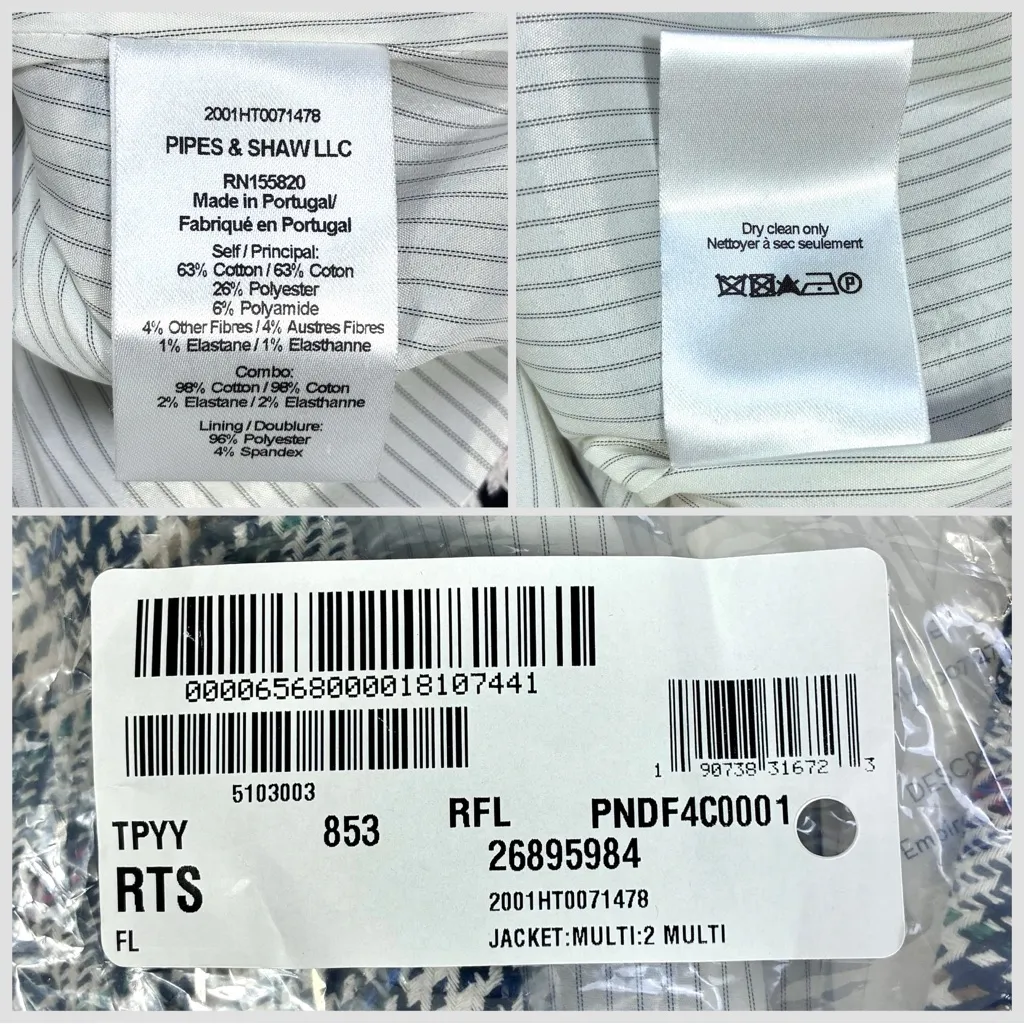 2001HT0071478
PIPES & SHAW LLC
RN155820
Made in Portugal/
Fabriqué en Portugal
Self / Principal:
63% Cotton / 63% Coton
26% Polyester
6% Polyamide
4% Other Fibres / 4% Austres Fibres
1% Elastane / 1% Elasthanne
Combo:
98% Cotton / 98% Coton
2% Elastane / 2% Elasthanne
Lining / Doublure:
96% Polyester
4% Spandex
Dry clean only
Nettoyer à sec seulement
P
00006568000018107441
5103003
1 90738 31672 3
TPYY 853 RFL PNDF4C0001
26895984
RTS
2001HT0071478
FL
JACKET:MULTI:2 MULTI
DESCR
Empire